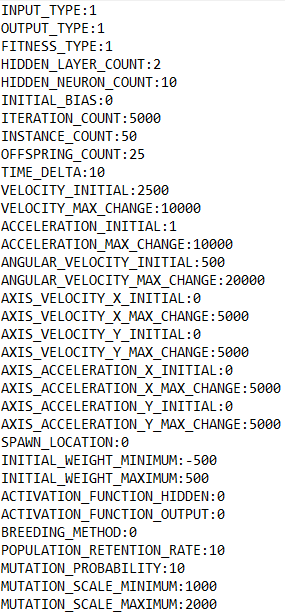 INPUT_TYPE:1
OUTPUT_TYPE:1
FITNESS_TYPE:1
HIDDEN_LAYER_COUNT:2
HIDDEN_NEURON_COUNT:10
INITIAL_BIAS:0
ITERATION_COUNT:5000
INSTANCE_COUNT:50
OFFSPRING_COUNT:25
TIME_DELTA:10
VELOCITY_INITIAL:2500
VELOCITY_MAX_CHANGE:10000
ACCELERATION_INITIAL:1
ACCELERATION_MAX_CHANGE:10000
ANGULAR_VELOCITY_INITIAL:500
ANGULAR_VELOCITY_MAX_CHANGE:20000
AXIS_VELOCITY_X_INITIAL:0
AXIS_VELOCITY_X_MAX_CHANGE:5000
AXIS_VELOCITY_Y_INITIAL:0
AXIS_VELOCITY_Y_MAX_CHANGE:5000
AXIS_ACCELERATION_X_INITIAL:0
AXIS_ACCELERATION_X_MAX_CHANGE:5000
AXIS_ACCELERATION_Y_INITIAL:0
AXIS_ACCELERATION_Y_MAX_CHANGE:5000
SPAWN_LOCATION:0
INITIAL_WEIGHT_MINIMUM:-500
INITIAL_WEIGHT_MAXIMUM:500
ACTIVATION_FUNCTION_HIDDEN:0
ACTIVATION_FUNCTION_OUTPUT:0
BREEDING_METHOD:0
POPULATION_RETENTION_RATE:10
MUTATION_PROBABILITY:10
MUTATION_SCALE_MINIMUM:1000
MUTATION_SCALE_MAXIMUM:2000